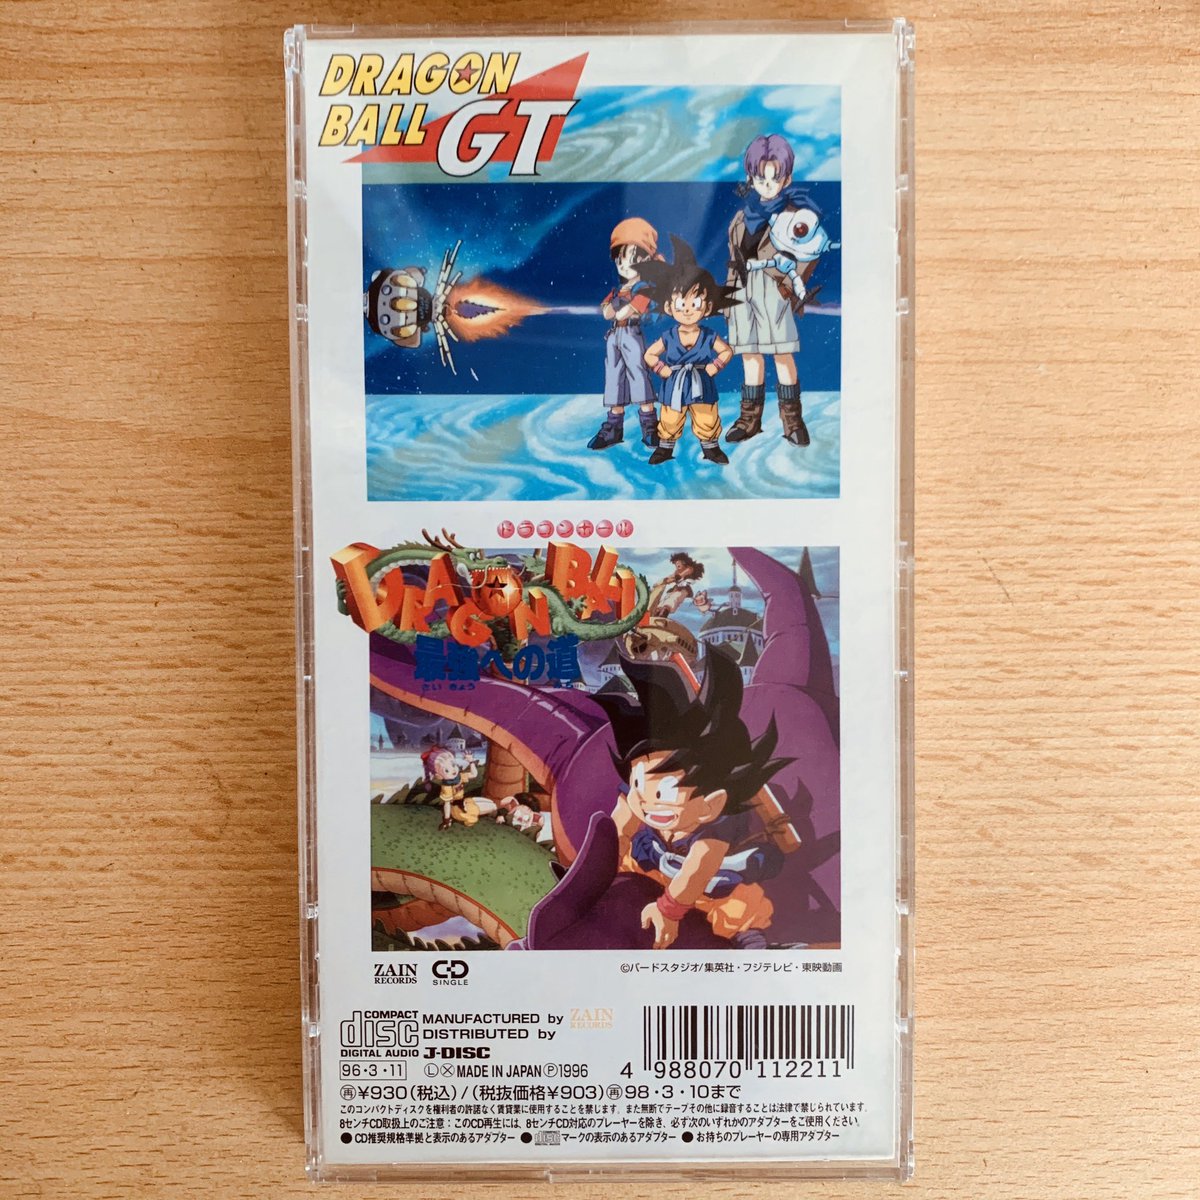 DRAGON
BALL GT
ドラゴンボール
DRAGON BALL
最強への道
さいきょう
ZAIN
RECORDS
CD
SINGLE
©バードスタジオ/集英社・フジテレビ・東映動画
COMPACT
disc
DIGITAL AUDIO
MANUFACTURED by ZAIN RECORDS
DISTRIBUTED by
J-DISC
96・3・11 ⓁⓍ MADE IN JAPAN Ⓟ1996
4 988070 112211
㊢¥930(税込)/(税抜価格¥903)㊢98・3・10まで
このコンパクトディスクを権利者の許諾なく賃貸業に使用することを禁じます。また無断でテープその他に録音することは法律で禁じられています。
8センチCD取扱上のご注意:このCD再生には、8センチCD対応のプレーヤーを除き、必ず次のいずれかのアダプターをご使用ください。
●CD推奨規格準拠と表示のあるアダプター ●disc マークの表示のあるアダプター ●お持ちのプレーヤーの専用アダプター